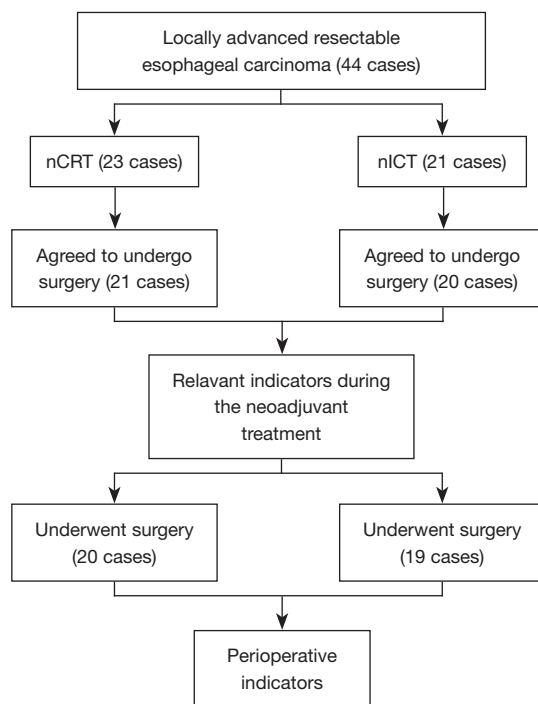 Locally advanced resectable
esophageal carcinoma (44 cases)
nCRT (23 cases)
nICT (21 cases)
Agreed to undergo
surgery (21 cases)
Agreed to undergo
surgery (20 cases)
Relavant indicators during
the neoadjuvant
treatment
Underwent surgery
(20 cases)
Underwent surgery
(19 cases)
Perioperative
indicators